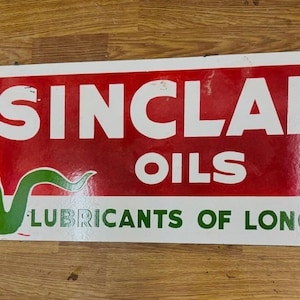 SINCLAI
OILS
LUBRICANTS OF LONG